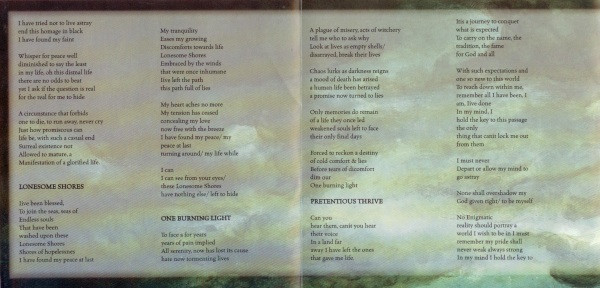 I have tried not to live astray
end this homage in black
I have found my faint
Whisper for peace well
diminished to say the least
in my life, oh this dismal life
there are no odds to beat
yet I ask if the question is real
for the real for me to hide
A circumstance that forbids
one to die, to run away, never cry
Just how promiscuous can
life be, with such a casual end
Surreal existence run
Allowed to mature, a
Manifestation of a glorified life.
LONESOME SHORES
I've been blessed,
To join the seas, seas of
Endless souls
That have been
washed upon these
Lonesome Shores
Shores of hopelessness
I have found my peace at last
My tranquility
Eases my growing
Discomforts towards life
Lonesome Shores
Embraced by the winds
that were once inhumane
live left the path
this path full of lies
My heart aches no more
My tension has ceased
concealing my love
now free with the breeze
I have found my peace/ my
peace at last
turning around/ my life while
I can
I can see from your eyes/
these Lonesome Shores
have nothing else/ left to hide
ONE BURNING LIGHT
To face a for years
years of pain implied
All serenity, now has lost its cause
hate now tormenting lives
A plague of misery, acts of witchery
tell me who to ask why
Look at lives as empty shells/
disavowed, break their lives
Chaos lurks as darkness reigns
a mood of death has arised
a human life been betrayed
a promise now turned to lies
Only memories do remain
of a life they once led
weakened souls left to face
their only final days
Forced to reckon a destiny
of cold comfort & lies
Before tears of discomfort
dim our
One burning light
PRETENTIOUS THRIVE
Can you
hear them, can't you hear
their voice
In a land far
away I have left the ones
that gave me life
It is a journey to conquer
what is expected
To carry on the name, the
tradition, the fame
for God and all
With such expectations and
one so new to this world
To reach down within me,
remember all I have been, I
am, live done
In my mind, I
hold the key to this passage
the only
thing that can't lock me out
from them
I must never
Depart or allow my mind to
go astray
None shall overshadow my
God given right/ to be myself
No Enigmata;
reality should portray a
world I wish to be in I must
remember my pride shall
never weak always strong
To my mind I hold the key to